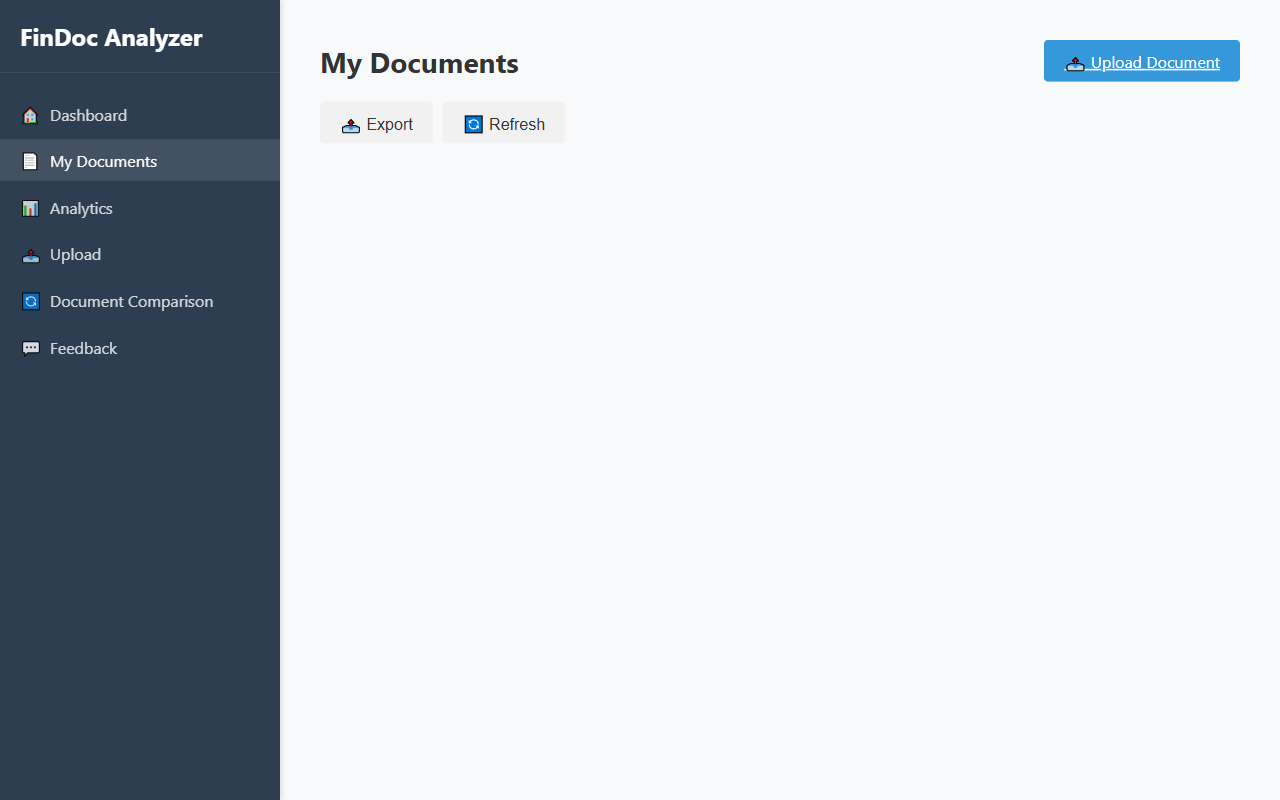 FinDoc Analyzer
Dashboard
My Documents
Analytics
Upload
Document Comparison
Feedback
My Documents
Upload Document
Export
Refresh